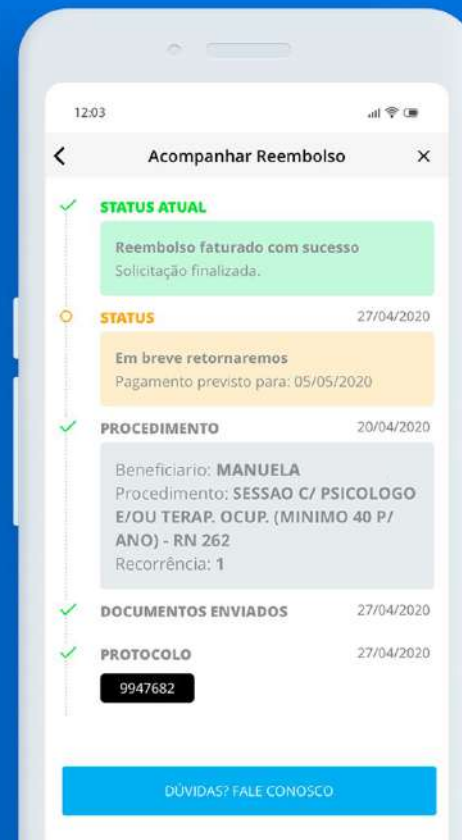 12:03
Acompanhar Reembolso
STATUS ATUAL
Reembolso faturado com sucesso
Solicitação finalizada.
STATUS 27/04/2020
Em breve retornaremos
Pagamento previsto para: 05/05/2020
PROCEDIMENTO 20/04/2020
Beneficiario: MANUELA
Procedimento: SESSAO C/ PSICOLOGO
E/OU TERAP. OCUP. (MINIMO 40 P/
ANO) - RN 262
Recorrência: 1
DOCUMENTOS ENVIADOS 27/04/2020
PROTOCOLO 27/04/2020
9947682
DÚVIDAS? FALE CONOSCO